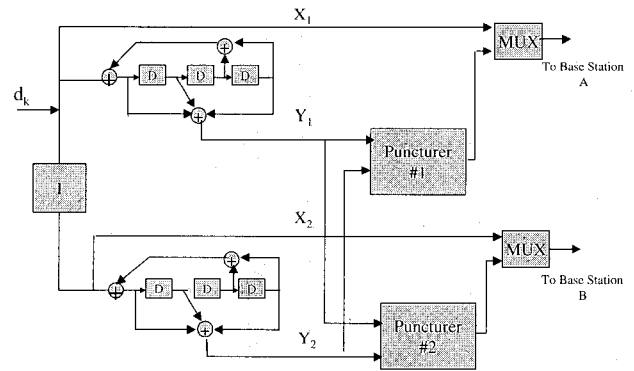 X1
MUX
To Base Station
A
D D D
dk
Y1
Puncturer
#1
I
X2
MUX
To Base Station
B
D D D
Y2
Puncturer
#2